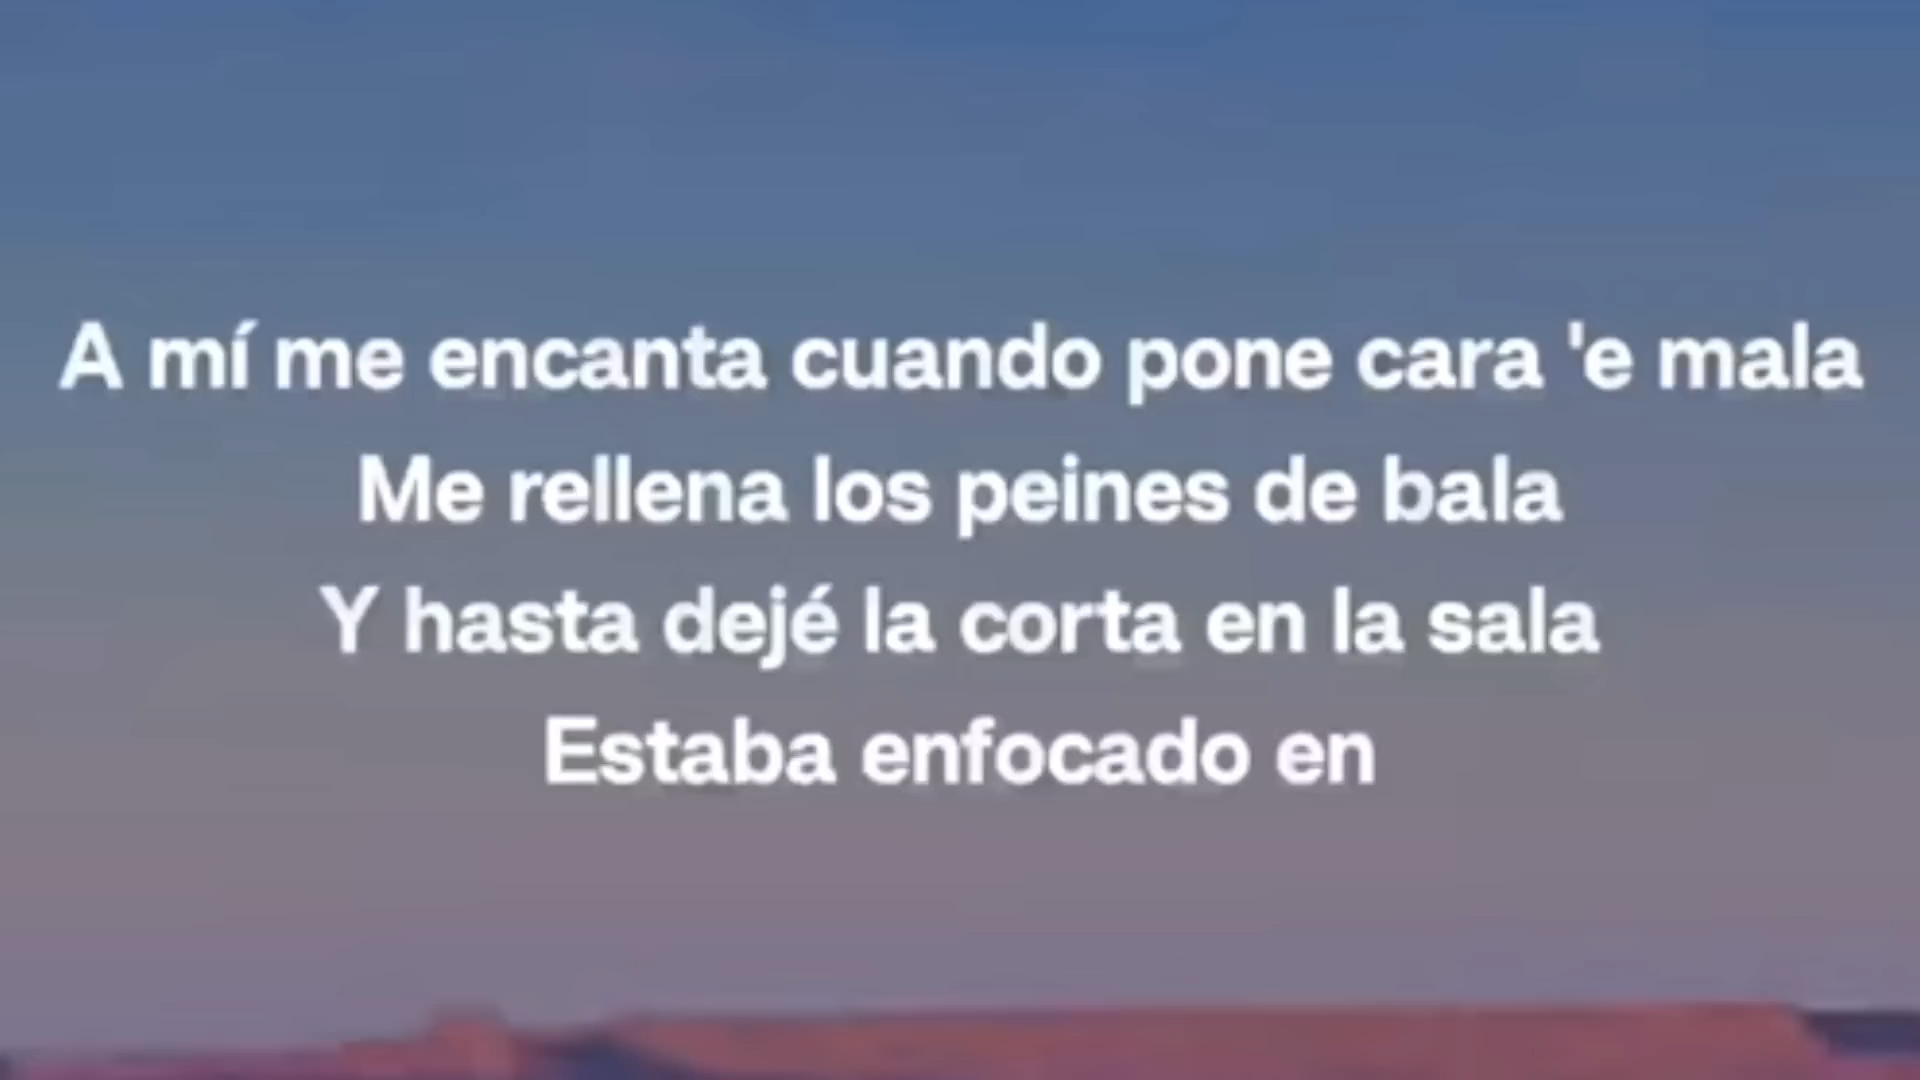 A mí me encanta cuando pone cara 'e mala
Me rellena los peines de bala
Y hasta dejé la corta en la sala
Estaba enfocado en